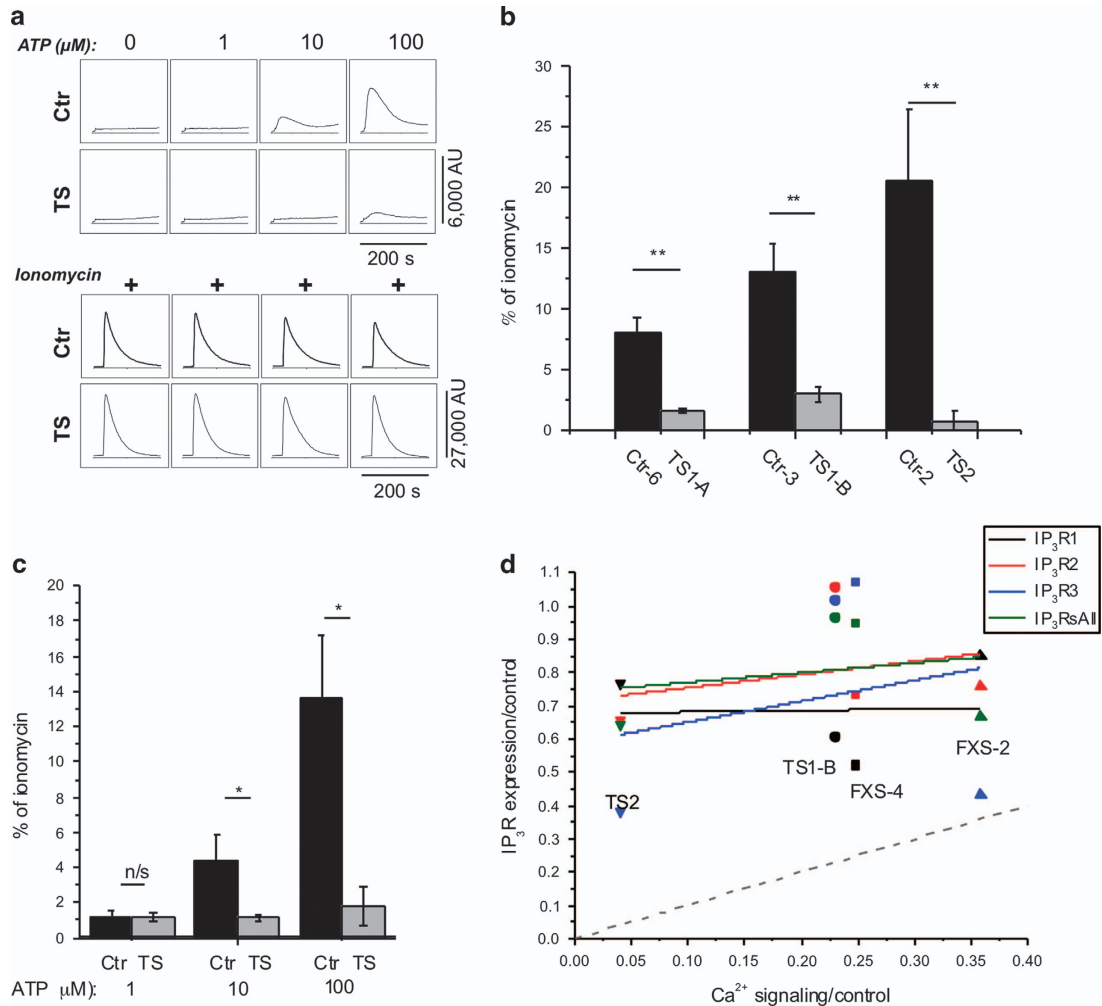 a
ATP (µM): 0 1 10 100
Ctr
TS
6,000 AU
200 s
Ionomycin
+ + + +
Ctr
TS
27,000 AU
200 s
b
% of ionomycin
30
25
20
15
10
5
0
** ** **
Ctr-6 TS1-A Ctr-3 TS1-B Ctr-2 TS2
c
% of ionomycin
20
18
16
14
12
10
8
6
4
2
0
n/s * *
Ctr TS Ctr TS Ctr TS
ATP µM): 1 10 100
d
IP3R1
IP3R2
IP3R3
IP3RsAll
IP3R expression/control
1.1
1.0
0.9
0.8
0.7
0.6
0.5
0.4
0.3
0.2
0.1
0.0
TS2
TS1-B
FXS-4
FXS-2
0.00 0.05 0.10 0.15 0.20 0.25 0.30 0.35 0.40
Ca2+ signaling/control